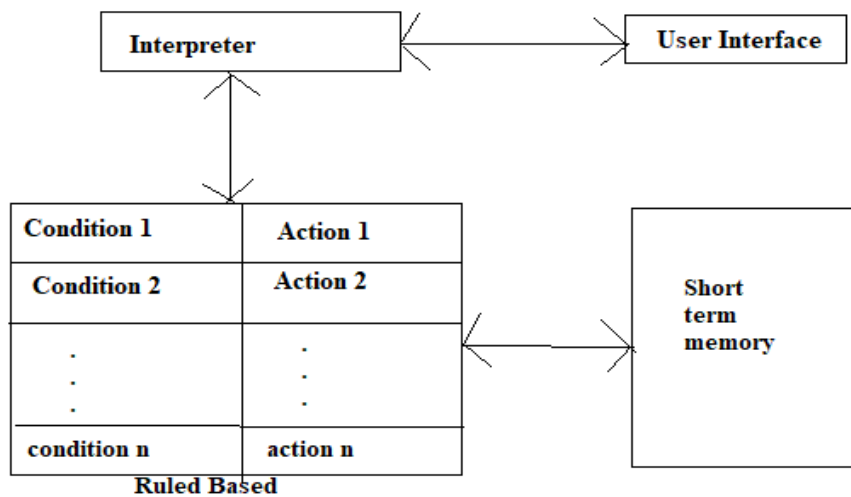 Interpreter
User Interface
Condition 1
Action 1
Condition 2
Action 2
.
.
.
.
.
.
condition n
action n
Ruled Based
Short
term
memory